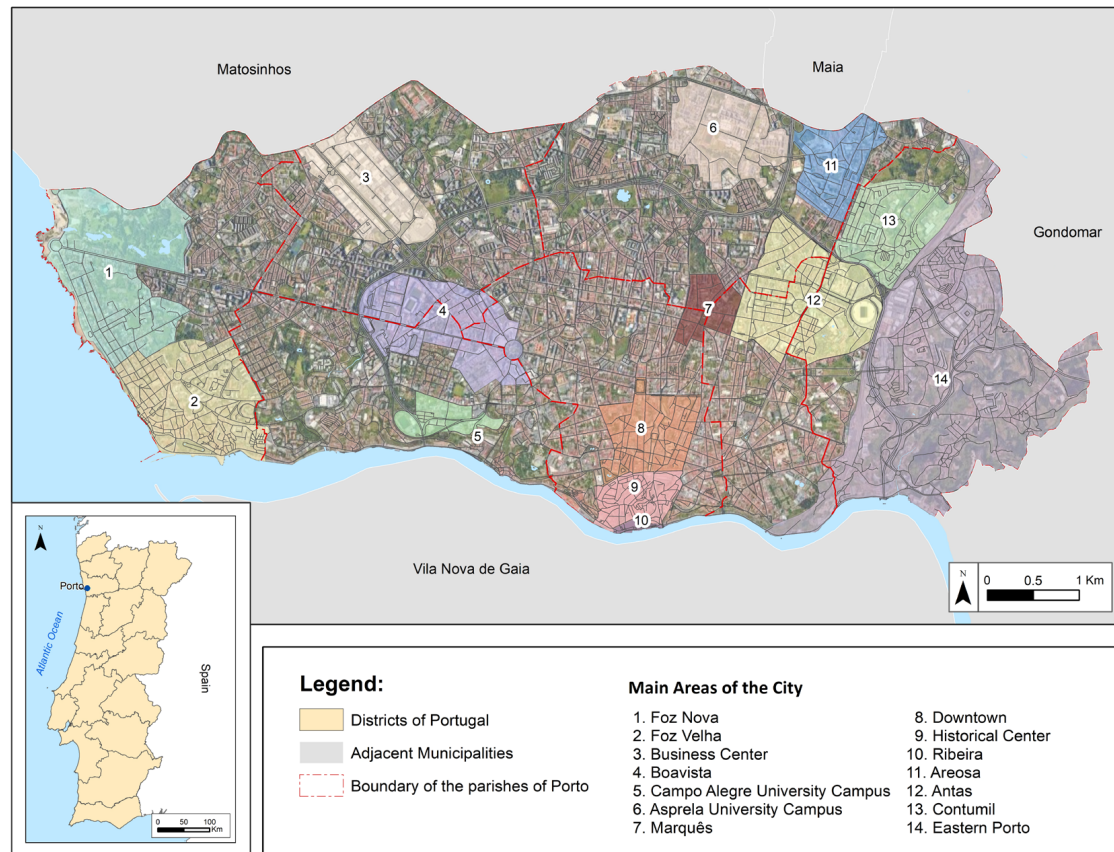 Matosinhos
Maia
Gondomar
Vila Nova de Gaia
1
2
3
4
5
6
7
8
9
10
11
12
13
14
N
0 0.5 1 Km
N
Porto
Atlantic Ocean
Spain
0 50 100
Km
Legend:
Districts of Portugal
Adjacent Municipalities
Boundary of the parishes of Porto
Main Areas of the City
1. Foz Nova
2. Foz Velha
3. Business Center
4. Boavista
5. Campo Alegre University Campus
6. Asprela University Campus
7. Marquês
8. Downtown
9. Historical Center
10. Ribeira
11. Areosa
12. Antas
13. Contumil
14. Eastern Porto